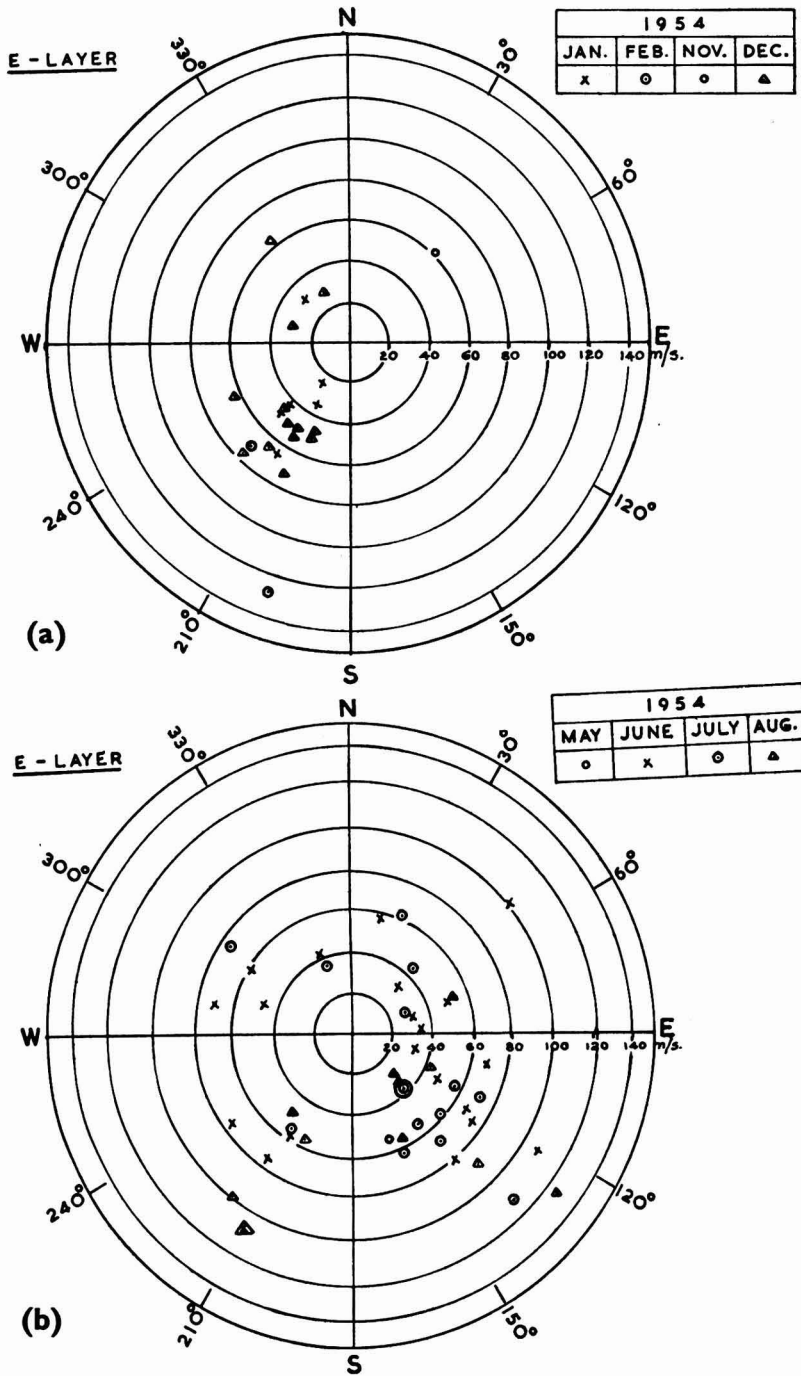 N
E - LAYER
1954
JAN. FEB. NOV. DEC.
330°
30°
300°
60°
W
20 40 60 80 100 120 140 m/s.
E
240°
120°
210°
150°
(a)
S
N
E - LAYER
1954
MAY JUNE JULY AUG.
330°
30°
300°
60°
W
20 40 60 80 100 120 140 m/s.
E
240°
120°
210°
150°
(b)
S